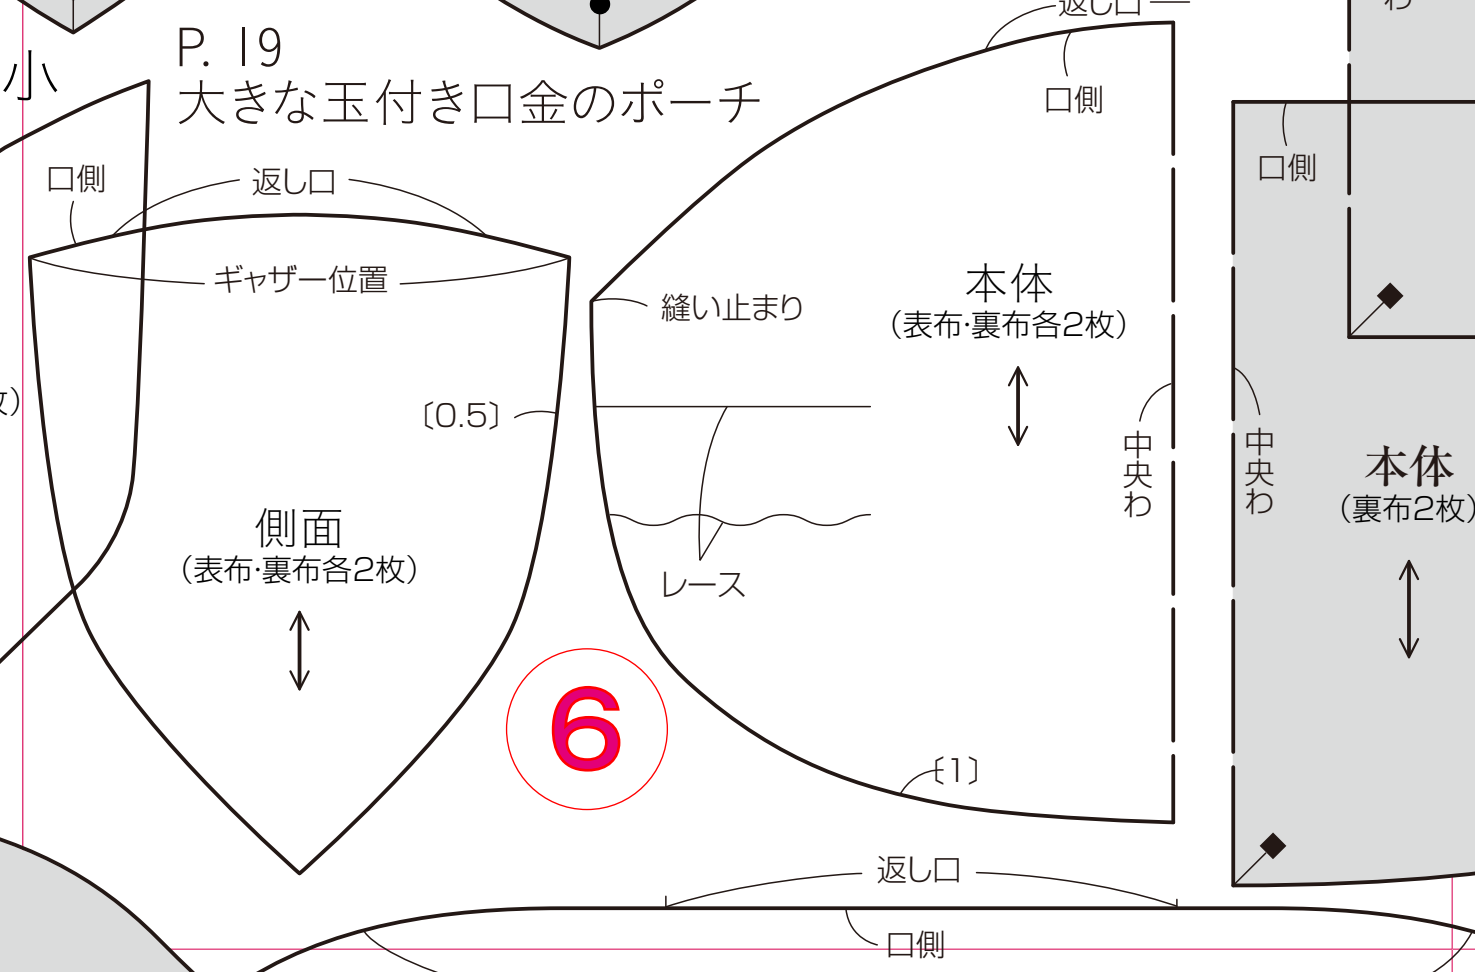 小
P. 19
大きな玉付き口金のポーチ
口側
返し口
ギャザー位置
〔0.5〕
側面
(表布・裏布各2枚)
枚)
返し口
口側
縫い止まり
本体
(表布・裏布各2枚)
中央わ
レース
〔1〕
6
わ
口側
中央わ
本体
(裏布2枚)
返し口
口側